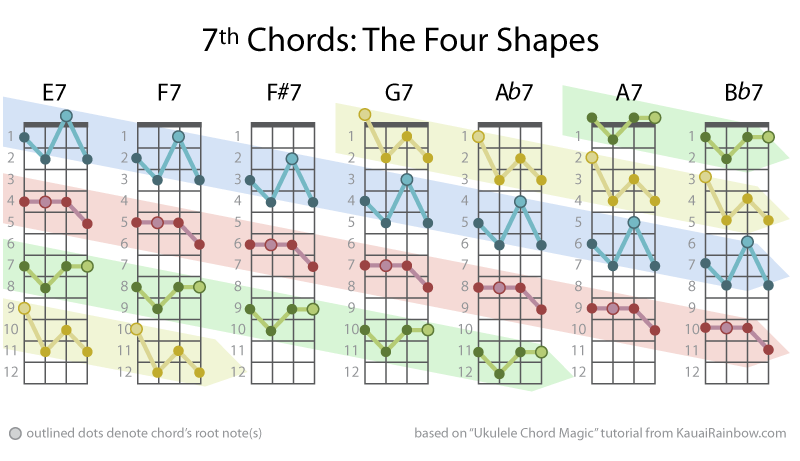 7th Chords: The Four Shapes
E7 F7 F#7 G7 Ab7 A7 Bb7
1 1 1 1 1 1 1
2 2 2 2 2 2 2
3 3 3 3 3 3 3
4 4 4 4 4 4 4
5 5 5 5 5 5 5
6 6 6 6 6 6 6
7 7 7 7 7 7 7
8 8 8 8 8 8 8
9 9 9 9 9 9 9
10 10 10 10 10 10 10
11 11 11 11 11 11 11
12 12 12 12 12 12 12
outlined dots denote chord's root note(s)
based on "Ukulele Chord Magic" tutorial from KauaiRainbow.com